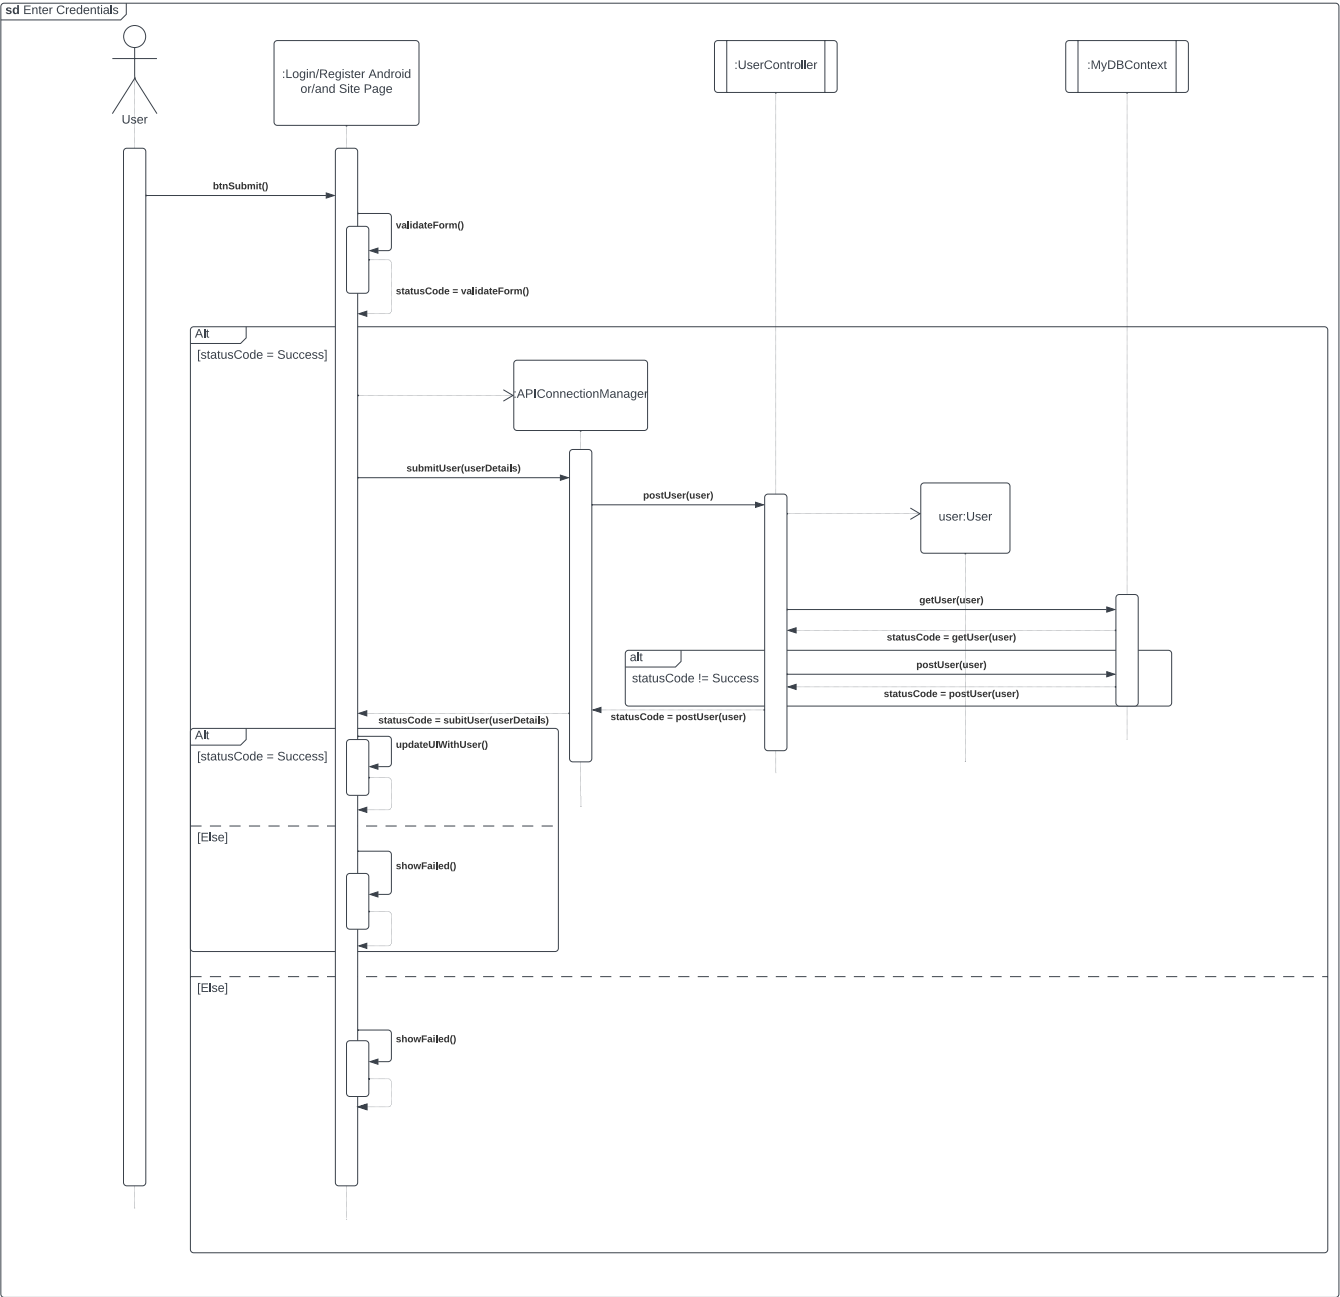 sd Enter Credentials
User
:Login/Register Android
or/and Site Page
:UserController
:MyDBContext
btnSubmit()
validateForm()
statusCode = validateForm()
Alt
[statusCode = Success]
:APIConnectionManager
submitUser(userDetails)
postUser(user)
user:User
getUser(user)
statusCode = getUser(user)
alt
statusCode != Success
postUser(user)
statusCode = postUser(user)
statusCode = postUser(user)
statusCode = subitUser(userDetails)
Alt
[statusCode = Success]
updateUIWithUser()
[Else]
showFailed()
[Else]
showFailed()